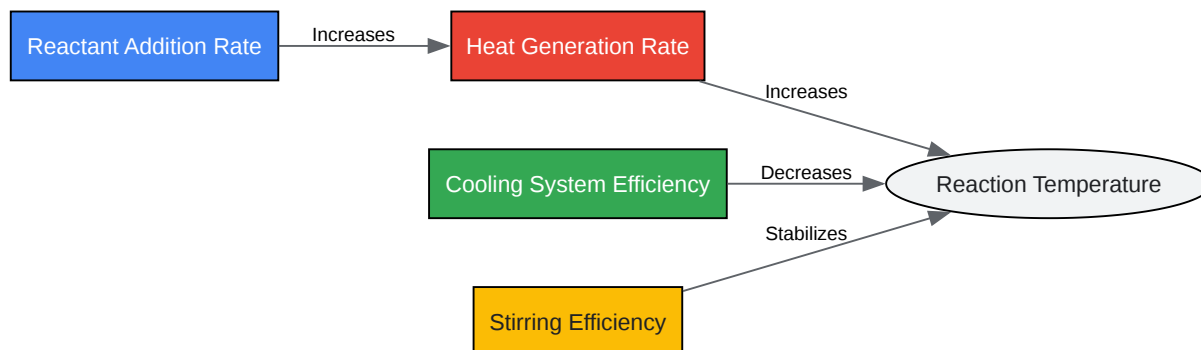 Reactant Addition Rate
Increases
Heat Generation Rate
Increases
Cooling System Efficiency
Decreases
Reaction Temperature
Stabilizes
Stirring Efficiency